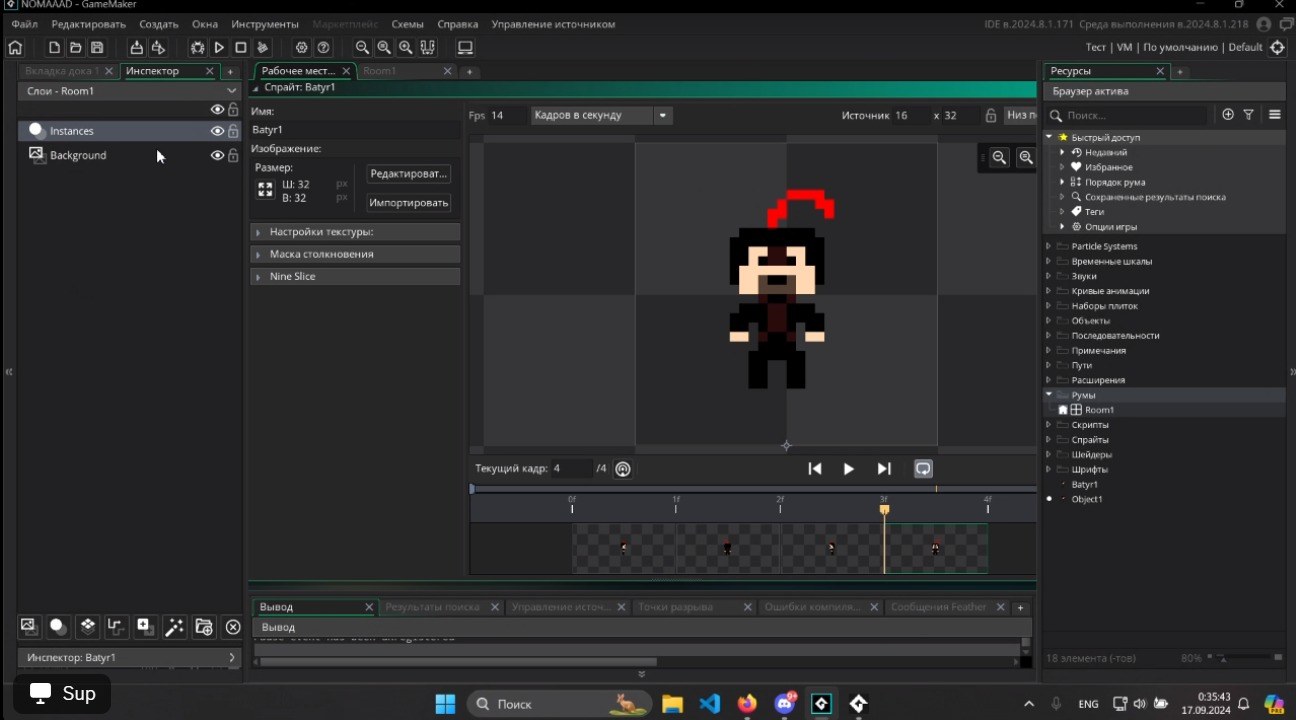 NOMAAAD - GameMaker
Файл Редактировать Создать Окна Инструменты Маркетплейс Схемы Справка Управление источником
IDE в.2024.8.1.171 Среда выполнения в.2024.8.1.218
Тест | VM | По умолчанию | Default
Вкладка дока 1
Инспектор
Рабочее мест...
Room1
Ресурсы
Слои - Room1
Спрайт: Batyr1
Браузер актива
Instances
Background
Имя:
Batyr1
Изображение:
Размер:
Ш: 32 px
В: 32 px
Редактироват...
Импортировать
Настройки текстуры:
Маска столкновения
Nine Slice
Fps 14
Кадров в секунду
Источник 16 x 32
Низ п
Текущий кадр: 4 /4
0f 1f 2f 3f 4f
Поиск...
Быстрый доступ
Недавний
Избранное
Порядок рума
Сохраненные результаты поиска
Теги
Опции игры
Particle Systems
Временные шкалы
Звуки
Кривые анимации
Наборы плиток
Объекты
Последовательности
Примечания
Пути
Расширения
Румы
Room1
Скрипты
Спрайты
Шейдеры
Шрифты
Batyr1
Object1
Вывод
Результаты поиска
Управление источ...
Точки разрыва
Ошибки компиля...
Сообщения Feather
Вывод
Инспектор: Batyr1
18 элемента (-тов)
80%
Sup
Поиск
ENG
0:35:43
17.09.2024